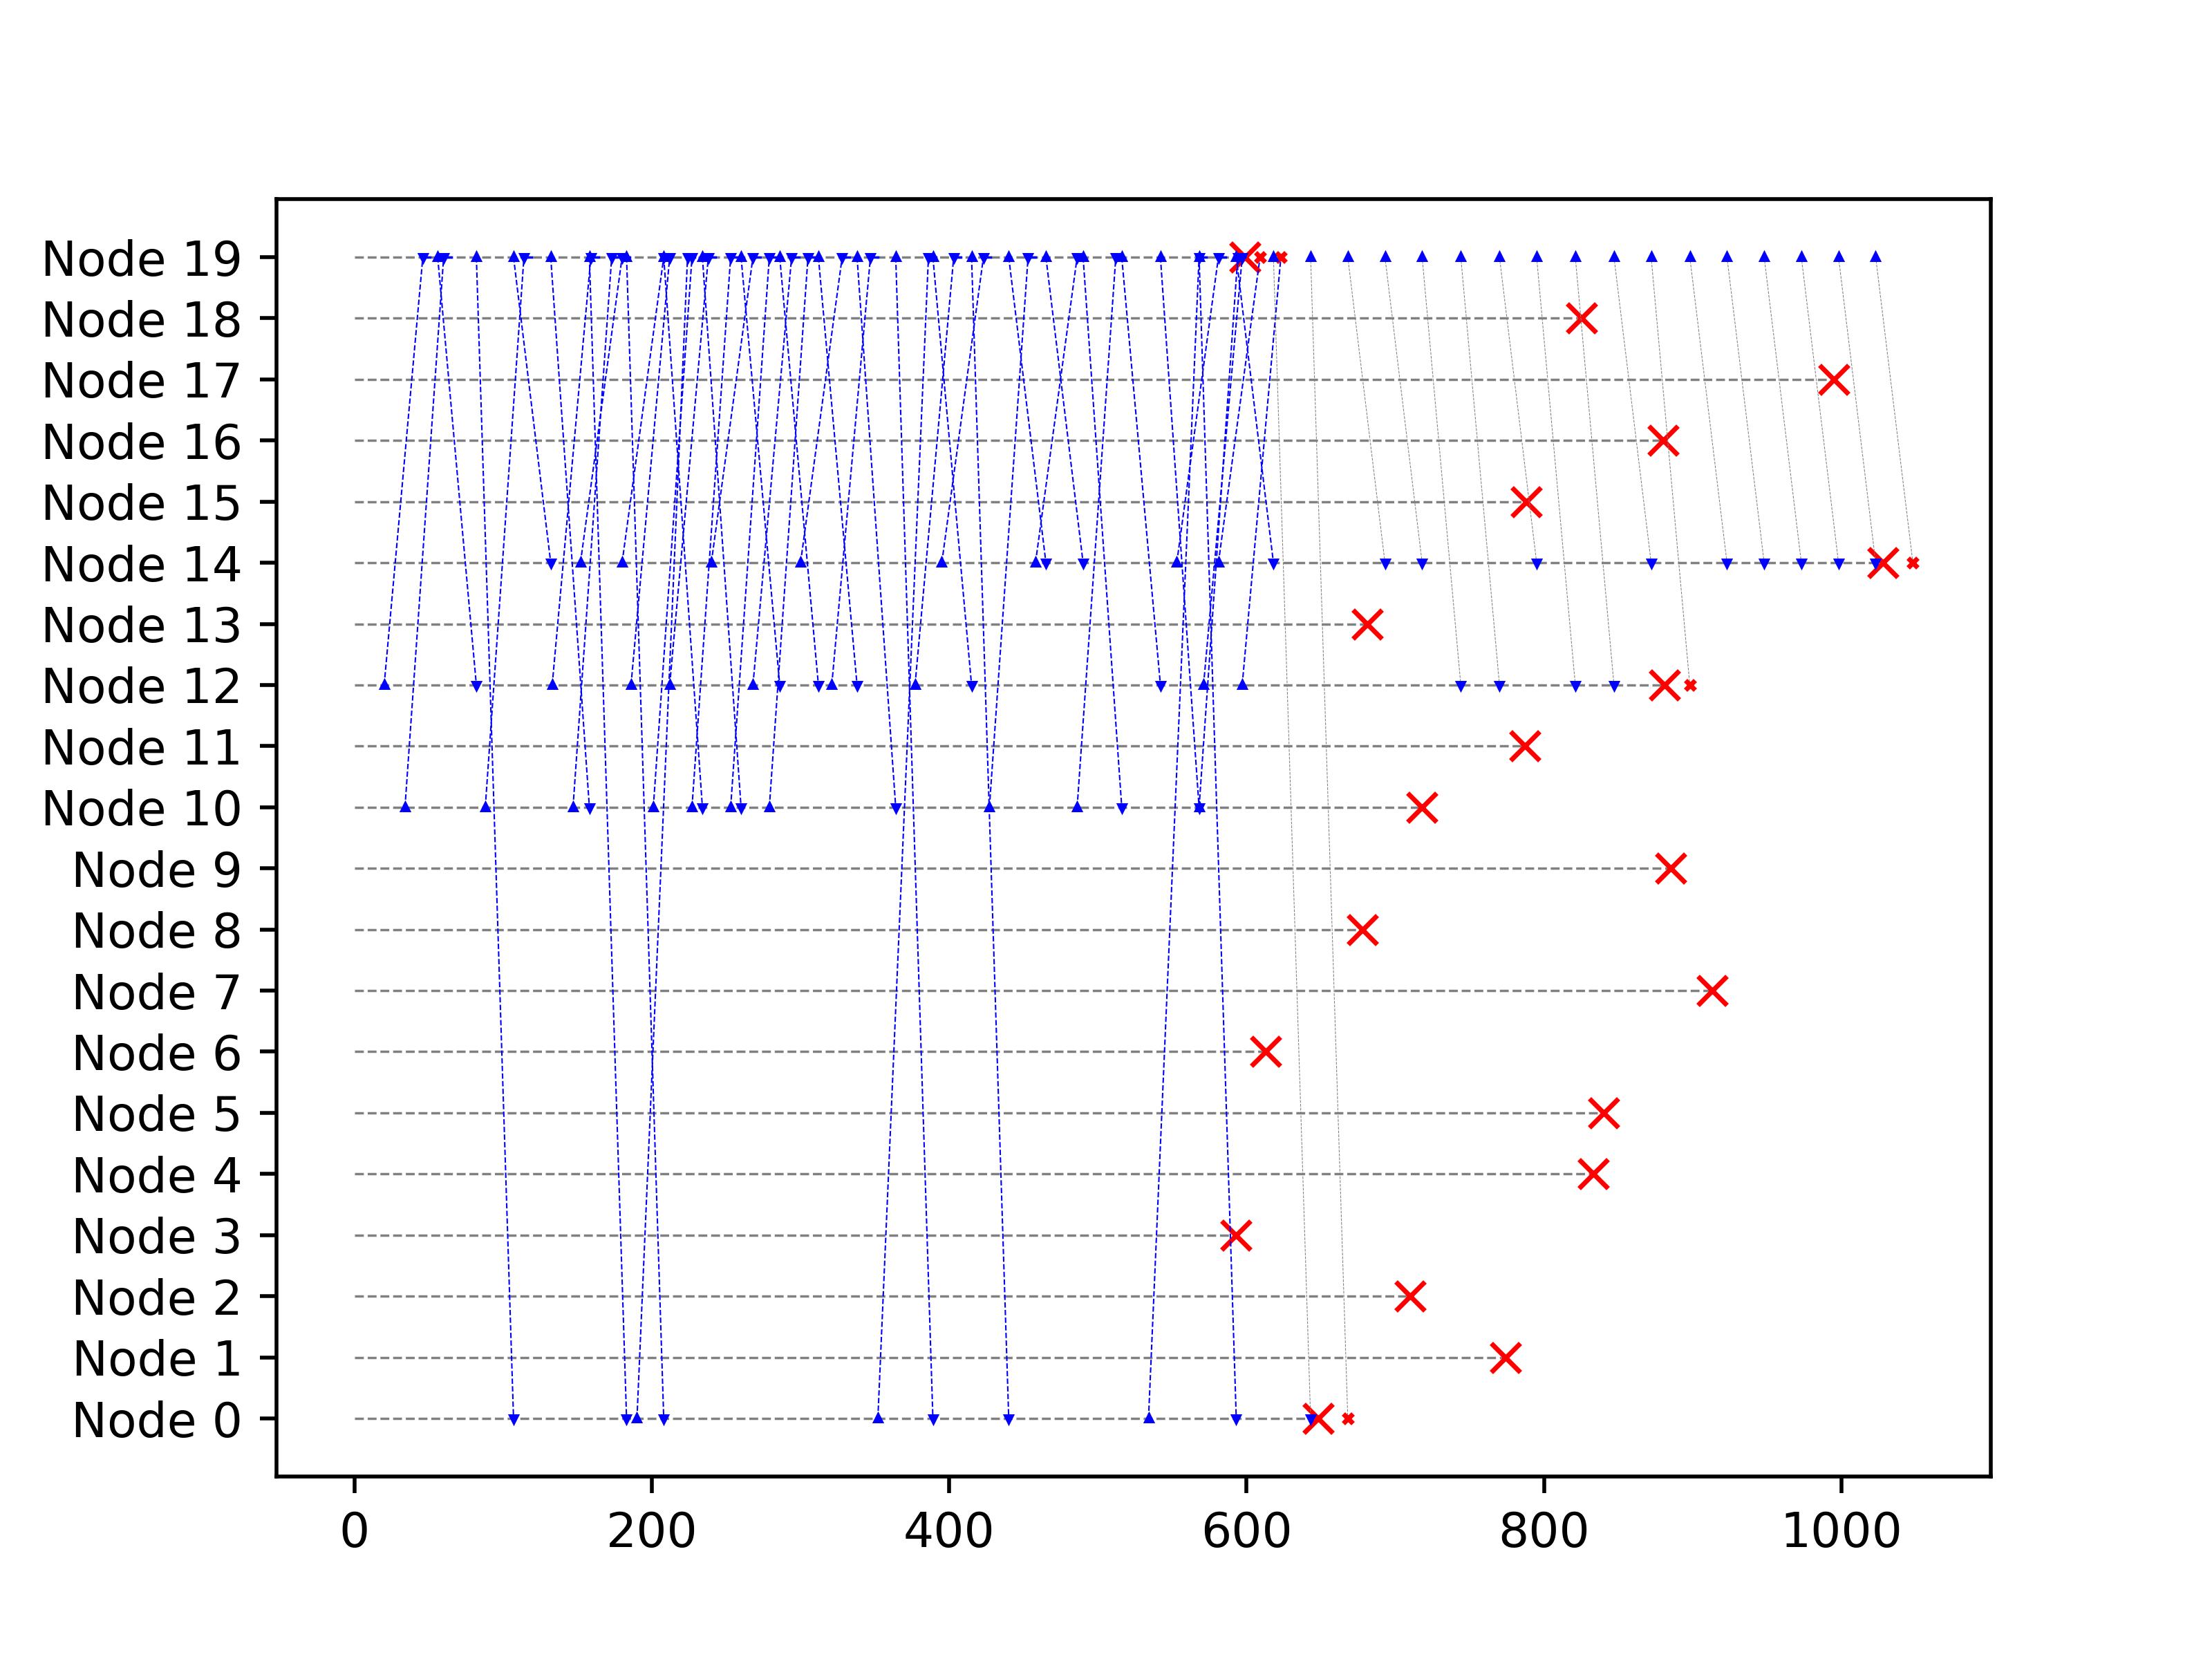 Node 19
Node 18
Node 17
Node 16
Node 15
Node 14
Node 13
Node 12
Node 11
Node 10
Node 9
Node 8
Node 7
Node 6
Node 5
Node 4
Node 3
Node 2
Node 1
Node 0
0 200 400 600 800 1000